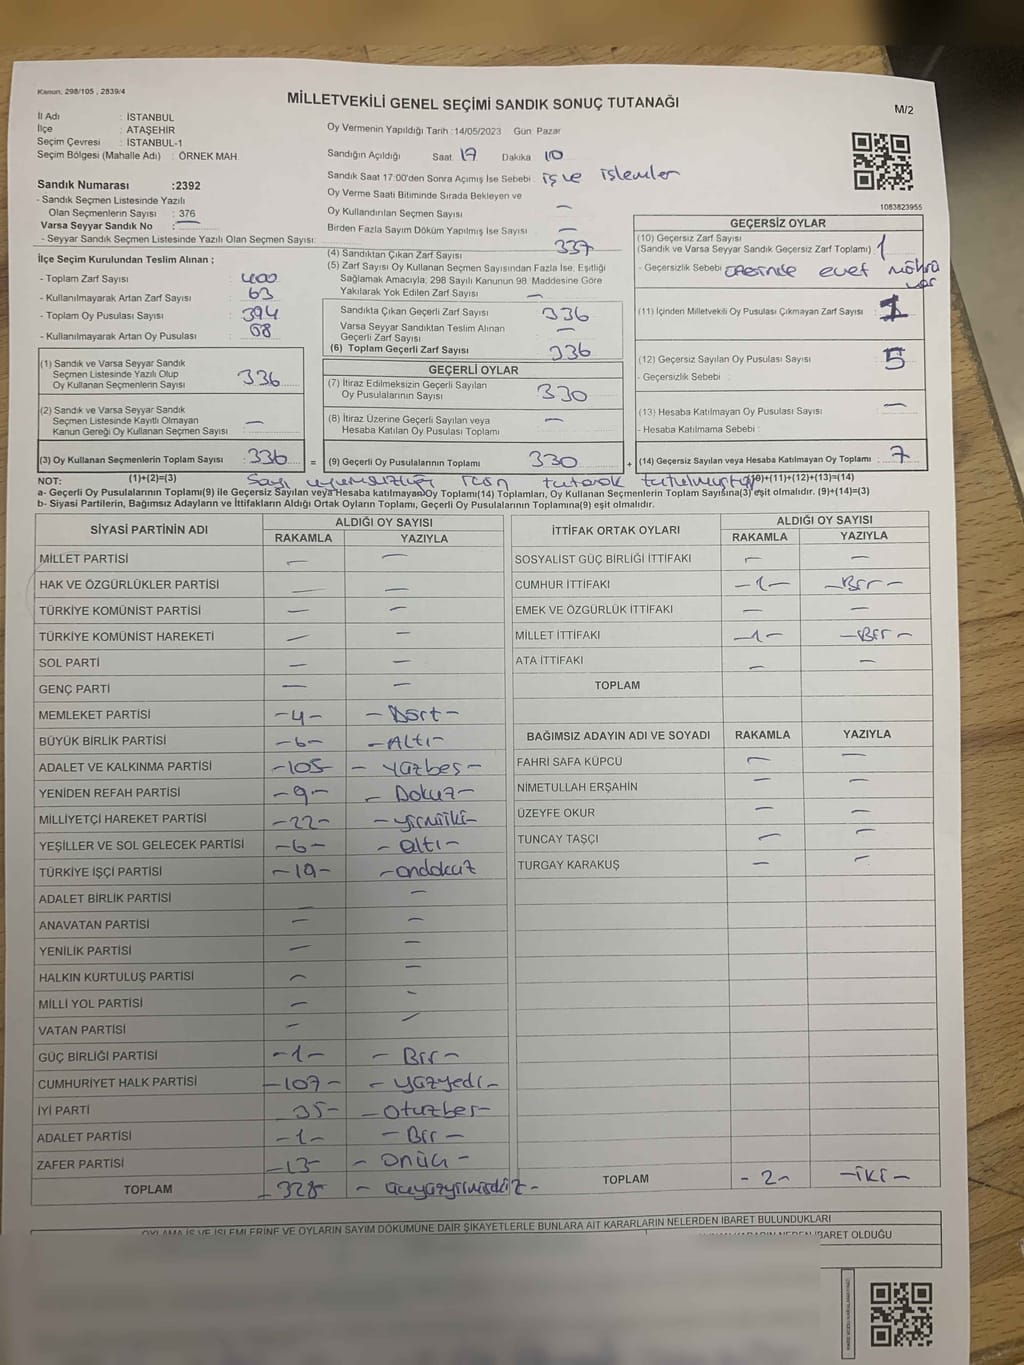 Kanun: 298/105 , 2839/4
MİLLETVEKİLİ GENEL SEÇİMİ SANDIK SONUÇ TUTANAĞI
M/2
İl Adı : İSTANBUL
İlçe : ATAŞEHİR
Seçim Çevresi : İSTANBUL-1
Seçim Bölgesi (Mahalle Adı) : ÖRNEK MAH.
Oy Vermenin Yapıldığı Tarih :14/05/2023 Gün: Pazar
Sandığın Açıldığı Saat: 17 Dakika: 10
Sandık Saat 17:00'den Sonra Açımış İse Sebebi : iş ve işlemler
Oy Verme Saati Bitiminde Sırada Bekleyen ve
Oy Kullandırılan Seçmen Sayısı —
Birden Fazla Sayım Döküm Yapılmış İse Sayısı —
1083823955
Sandık Numarası :2392
- Sandık Seçmen Listesinde Yazılı
Olan Seçmenlerin Sayısı : 376
Varsa Seyyar Sandık No : —
- Seyyar Sandık Seçmen Listesinde Yazılı Olan Seçmen Sayısı:
İlçe Seçim Kurulundan Teslim Alınan ;
- Toplam Zarf Sayısı : 400
- Kullanılmayarak Artan Zarf Sayısı : 63
- Toplam Oy Pusulası Sayısı : 394
- Kullanılmayarak Artan Oy Pusulası : 68
(1) Sandık ve Varsa Seyyar Sandık
Seçmen Listesinde Yazılı Olup
Oy Kullanan Seçmenlerin Sayısı : 336
(2) Sandık ve Varsa Seyyar Sandık
Seçmen Listesinde Kayıtlı Olmayan
Kanun Gereği Oy Kullanan Seçmen Sayısı : —
(3) Oy Kullanan Seçmenlerin Toplam Sayısı : 336
(1)+(2)=(3)
(4) Sandıktan Çıkan Zarf Sayısı 337
(5) Zarf Sayısı Oy Kullanan Seçmen Sayısından Fazla İse, Eşitliği
Sağlamak Amacıyla, 298 Sayılı Kanunun 98. Maddesine Göre
Yakılarak Yok Edilen Zarf Sayısı —
Sandıkta Çıkan Geçerli Zarf Sayısı 336
Varsa Seyyar Sandıktan Teslim Alınan
Geçerli Zarf Sayısı —
(6) Toplam Geçerli Zarf Sayısı 336
GEÇERLİ OYLAR
(7) İtiraz Edilmeksizin Geçerli Sayılan
Oy Pusulalarının Sayısı : 330
(8) İtiraz Üzerine Geçerli Sayılan veya
Hesaba Katılan Oy Pusulası Toplamı —
= (9) Geçerli Oy Pusulalarının Toplamı 330
GEÇERSİZ OYLAR
(10) Geçersiz Zarf Sayısı
(Sandık ve Varsa Seyyar Sandık Geçersiz Zarf Toplamı) 1
- Geçersizlik Sebebi : üzerinde evet mührü var
(11) İçinden Milletvekili Oy Pusulası Çıkmayan Zarf Sayısı : 1
(12) Geçersiz Sayılan Oy Pusulası Sayısı : 5
- Geçersizlik Sebebi :
(13) Hesaba Katılmayan Oy Pusulası Sayısı : —
- Hesaba Katılmama Sebebi :
+ (14) Geçersiz Sayılan veya Hesaba Katılmayan Oy Toplamı : 7
(10)+(11)+(12)+(13)=(14)
NOT: Sayı uyumsuzluğu için tutanak tutulmuştur
a- Geçerli Oy Pusulalarının Toplamı(9) ile Geçersiz Sayılan veya Hesaba katılmayan Oy Toplamı(14) Toplamları, Oy Kullanan Seçmenlerin Toplam Sayısına(3) eşit olmalıdır. (9)+(14)=(3)
b- Siyasi Partilerin, Bağımsız Adayların ve İttifakların Aldığı Ortak Oyların Toplamı, Geçerli Oy Pusulalarının Toplamına(9) eşit olmalıdır.
SİYASİ PARTİNİN ADI ALDIĞI OY SAYISI
RAKAMLA YAZIYLA
MİLLET PARTİSİ — —
HAK VE ÖZGÜRLÜKLER PARTİSİ — —
TÜRKİYE KOMÜNİST PARTİSİ — —
TÜRKİYE KOMÜNİST HAREKETİ — —
SOL PARTİ — —
GENÇ PARTİ — —
MEMLEKET PARTİSİ -4- -Dört-
BÜYÜK BİRLİK PARTİSİ -6- -Altı-
ADALET VE KALKINMA PARTİSİ -105- -yüzbeş-
YENİDEN REFAH PARTİSİ -9- -Dokuz-
MİLLİYETÇİ HAREKET PARTİSİ -22- -yirmiiki-
YEŞİLLER VE SOL GELECEK PARTİSİ -6- -altı-
TÜRKİYE İŞÇİ PARTİSİ -19- -ondokuz
ADALET BİRLİK PARTİSİ — —
ANAVATAN PARTİSİ — —
YENİLİK PARTİSİ — —
HALKIN KURTULUŞ PARTİSİ — —
MİLLİ YOL PARTİSİ — —
VATAN PARTİSİ — —
GÜÇ BİRLİĞİ PARTİSİ -1- -Bir-
CUMHURİYET HALK PARTİSİ -107- -yüzyedi-
İYİ PARTİ 35- -otuzbeş-
ADALET PARTİSİ -1- -Bir-
ZAFER PARTİSİ -13- -onüç-
TOPLAM -328- -üçyüzyirmisekiz-
İTTİFAK ORTAK OYLARI ALDIĞI OY SAYISI
RAKAMLA YAZIYLA
SOSYALİST GÜÇ BİRLİĞİ İTTİFAKI — —
CUMHUR İTTİFAKI -1- -Bir-
EMEK VE ÖZGÜRLÜK İTTİFAKI — —
MİLLET İTTİFAKI -1- -Bir-
ATA İTTİFAKI — —
TOPLAM
BAĞIMSIZ ADAYIN ADI VE SOYADI RAKAMLA YAZIYLA
FAHRİ SAFA KÜPCÜ — —
NİMETULLAH ERŞAHİN — —
ÜZEYFE OKUR — —
TUNCAY TAŞÇI — —
TURGAY KARAKUŞ — —
TOPLAM -2- -iki-
OYLAMA İŞ VE İŞLEMLERİNE VE OYLARIN SAYIM DÖKÜMÜNE DAİR ŞİKAYETLERLE BUNLARA AİT KARARLARIN NELERDEN İBARET BULUNDUKLARI
İBARET OLDUĞU